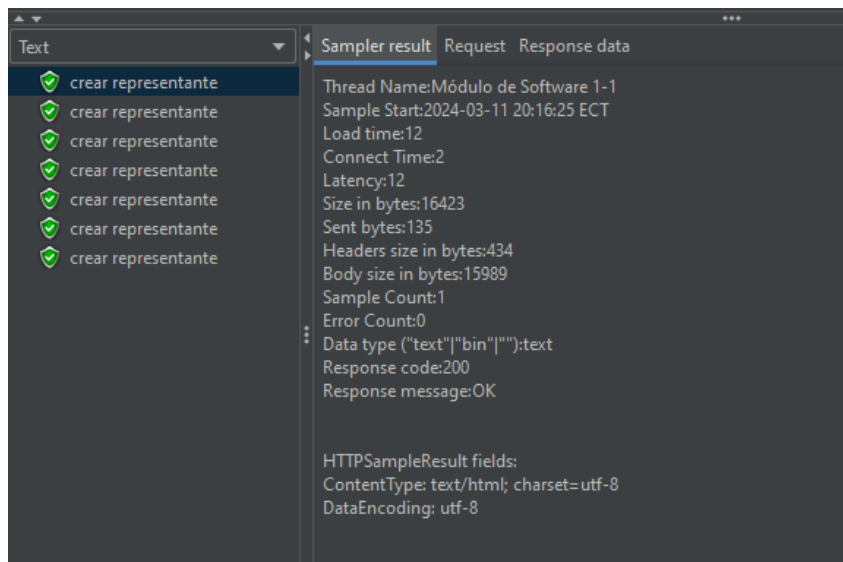 Text
Sampler result Request Response data
crear representante
crear representante
crear representante
crear representante
crear representante
crear representante
crear representante
Thread Name:Módulo de Software 1-1
Sample Start:2024-03-11 20:16:25 ECT
Load time:12
Connect Time:2
Latency:12
Size in bytes:16423
Sent bytes:135
Headers size in bytes:434
Body size in bytes:15989
Sample Count:1
Error Count:0
Data type ("text"|"bin"|""):text
Response code:200
Response message:OK
HTTPSampleResult fields:
ContentType: text/html; charset=utf-8
DataEncoding: utf-8